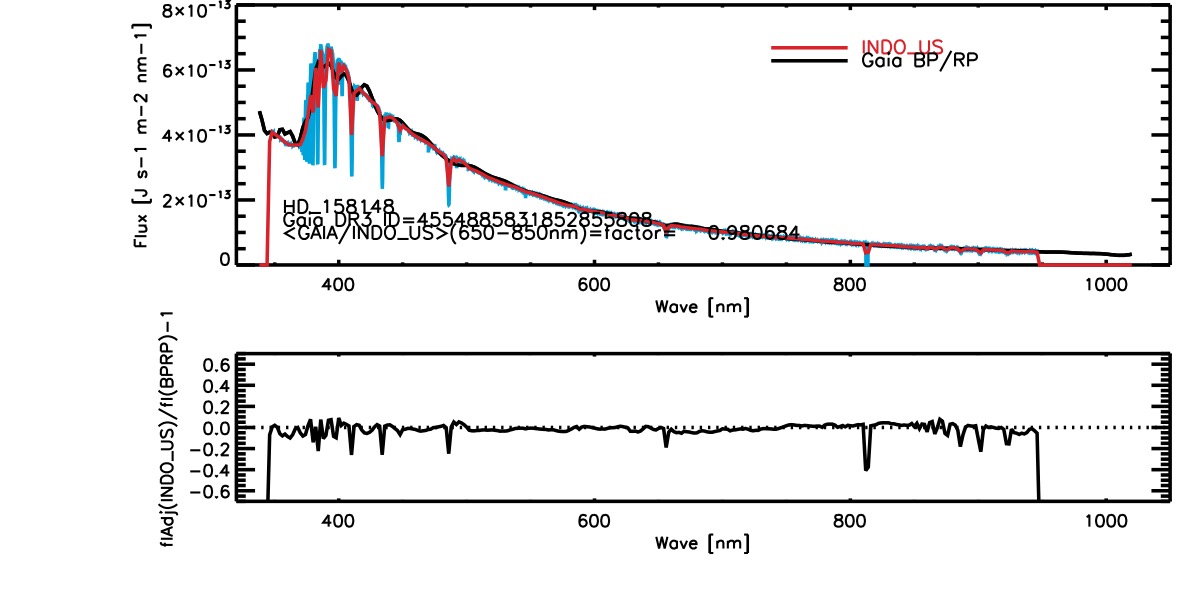 8×10−13
6×10−13
4×10−13
2×10−13
0
Flux [J s−1 m−2 nm−1]
INDO_US
Gaia BP/RP
HD_158148
Gaia DR3 ID=4554885831852855808
<GAIA/INDO_US>(650−850nm)=factor= 0.980684
400 600 800 1000
Wave [nm]
flAdj(INDO_US)/fl(BPRP)−1
0.6
0.4
0.2
0.0
−0.2
−0.4
−0.6
400 600 800 1000
Wave [nm]